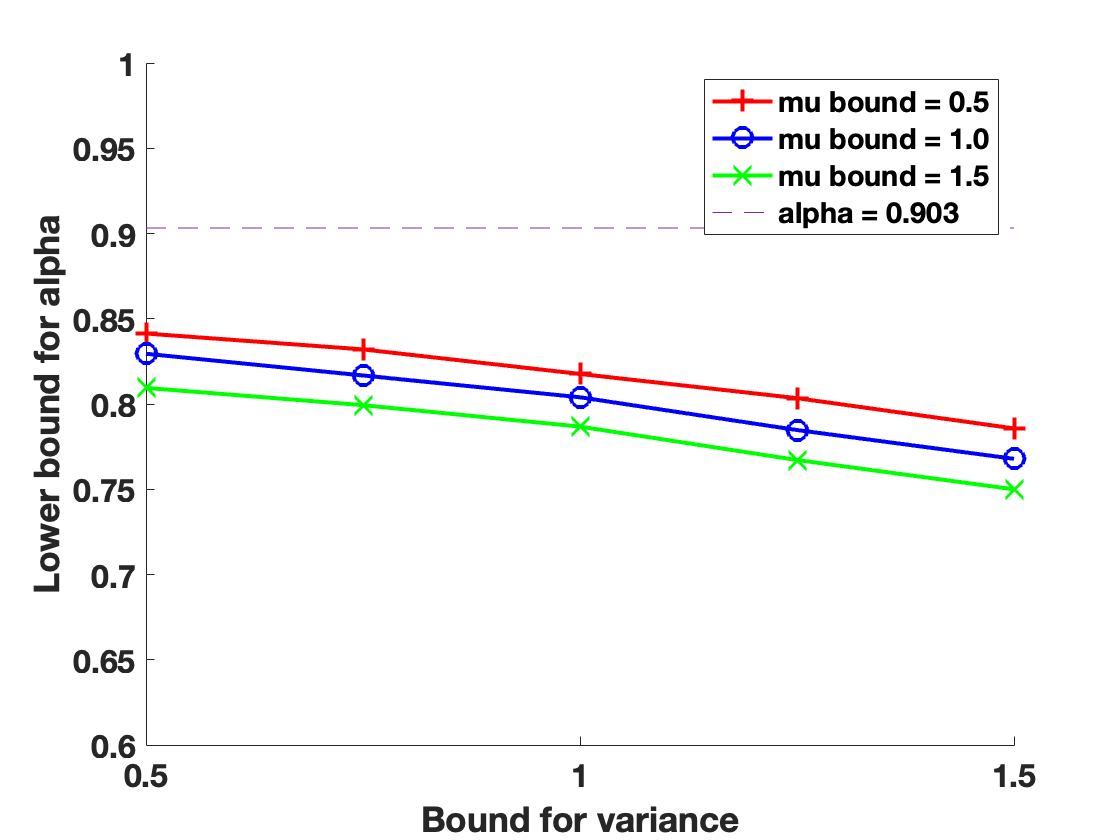 1
0.95
0.9
0.85
0.8
0.75
0.7
0.65
0.6
0.5
1
1.5
Lower bound for alpha
Bound for variance
mu bound = 0.5
mu bound = 1.0
mu bound = 1.5
alpha = 0.903